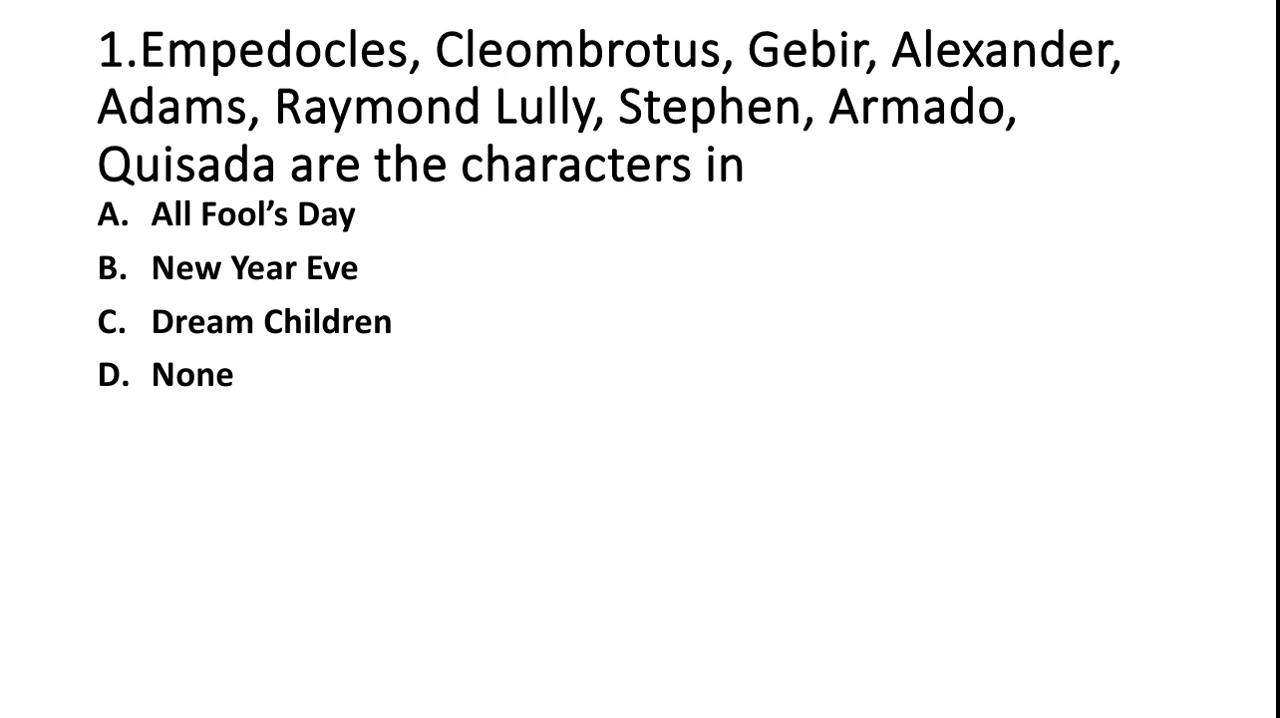 1.Empedocles, Cleombrotus, Gebir, Alexander,
Adams, Raymond Lully, Stephen, Armado,
Quisada are the characters in
A. All Fool’s Day
B. New Year Eve
C. Dream Children
D. None